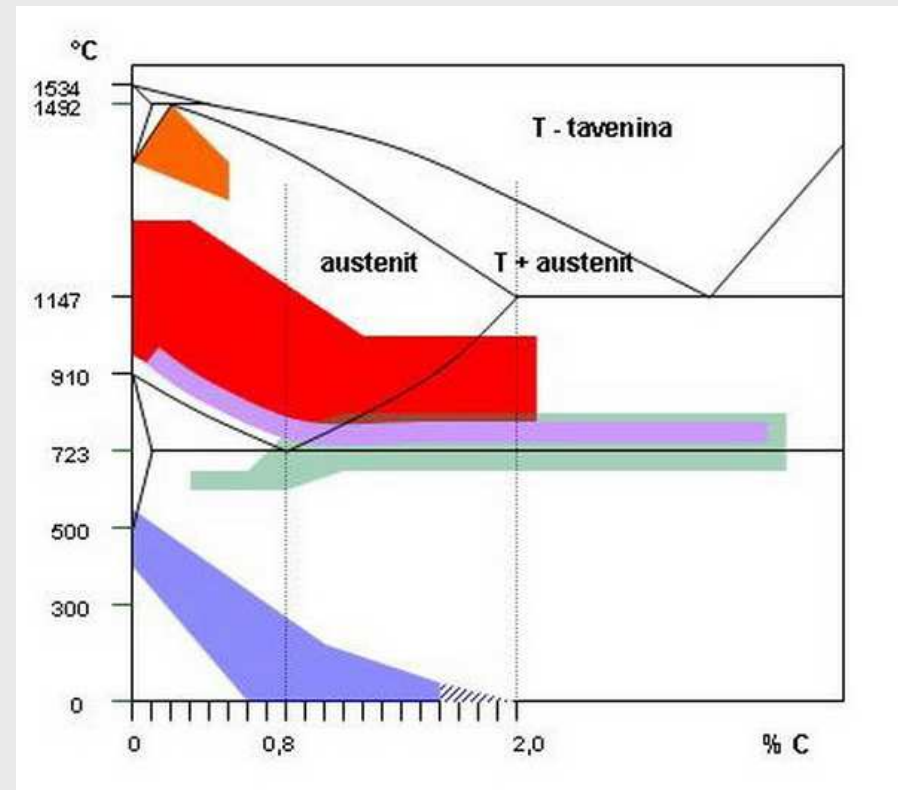 °C
1534
1492
T - tavenina
austenit
T + austenit
1147
910
723
500
300
0
0
0,8
2,0
% C